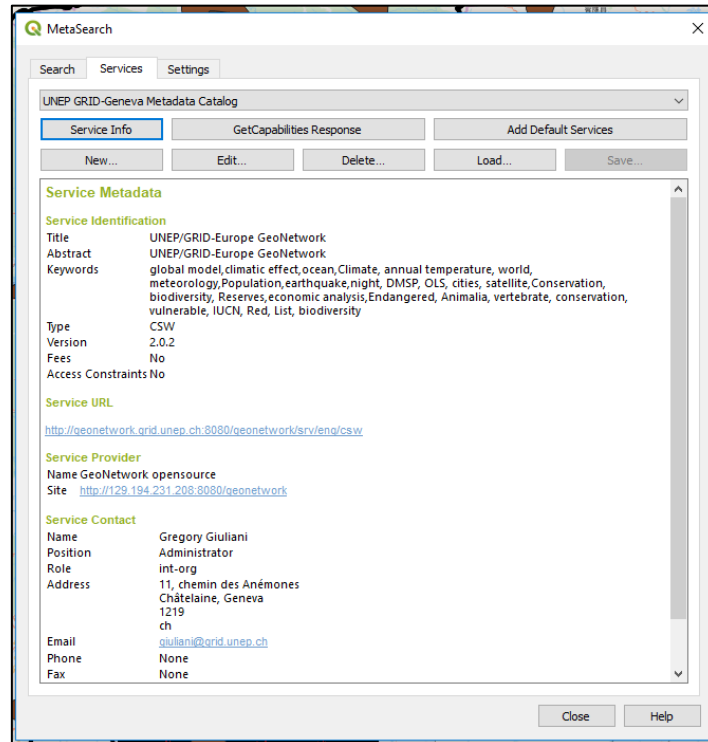 MetaSearch
Search Services Settings
UNEP GRID-Geneva Metadata Catalog
Service Info GetCapabilities Response Add Default Services
New... Edit... Delete... Load... Save...
Service Metadata
Service Identification
Title UNEP/GRID-Europe GeoNetwork
Abstract UNEP/GRID-Europe GeoNetwork
Keywords global model,climatic effect,ocean,Climate, annual temperature, world,
meteorology,Population,earthquake,night, DMSP, OLS, cities, satellite,Conservation,
biodiversity, Reserves,economic analysis,Endangered, Animalia, vertebrate, conservation,
vulnerable, IUCN, Red, List, biodiversity
Type CSW
Version 2.0.2
Fees No
Access Constraints No
Service URL
http://geonetwork.grid.unep.ch:8080/geonetwork/srv/eng/csw
Service Provider
Name GeoNetwork opensource
Site http://129.194.231.208:8080/geonetwork
Service Contact
Name Gregory Giuliani
Position Administrator
Role int-org
Address 11, chemin des Anémones
Châtelaine, Geneva
1219
ch
Email giuliani@grid.unep.ch
Phone None
Fax None
Close Help